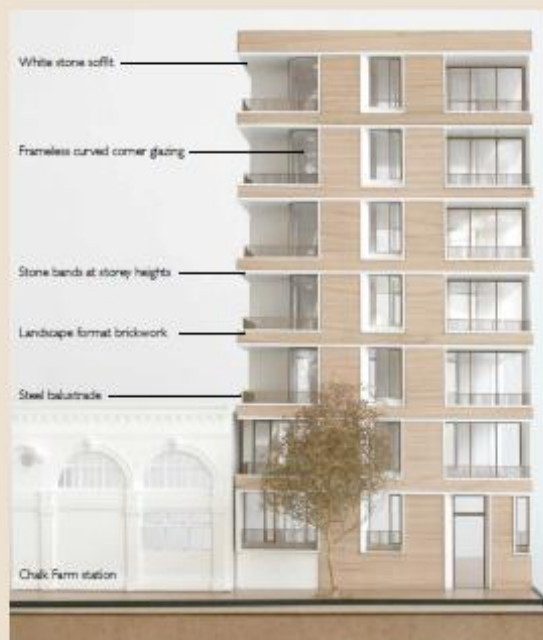 White stone soffit
Frameless curved corner glazing
Stone bands at storey heights
Landscape format brickwork
Steel balustrade
Chalk Farm station